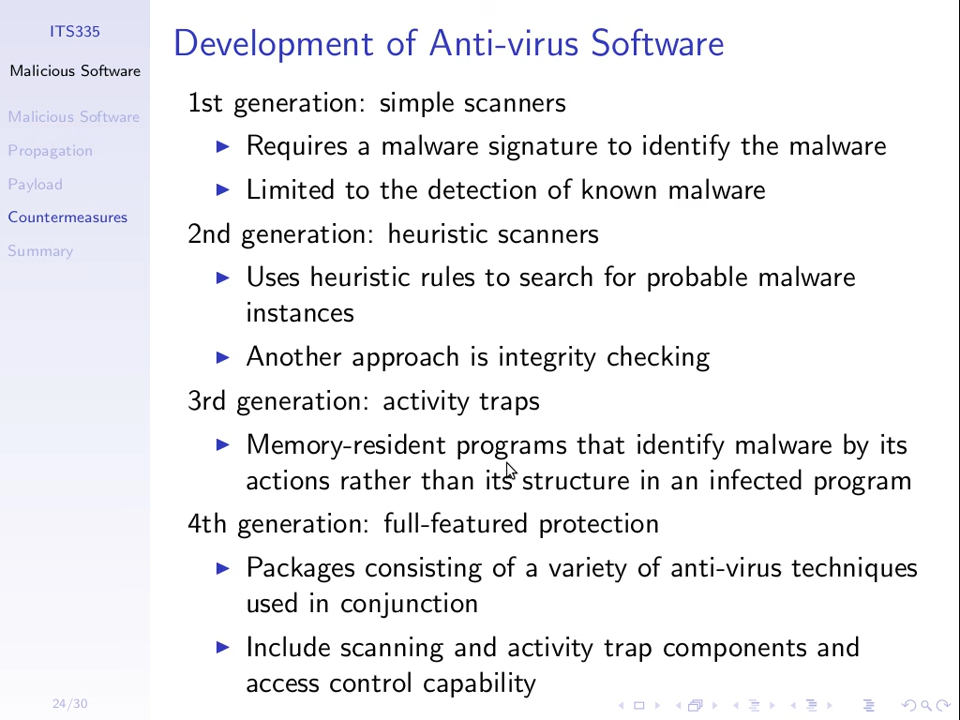 ITS335
Malicious Software
Malicious Software
Propagation
Payload
Countermeasures
Summary
Development of Anti-virus Software
1st generation: simple scanners
Requires a malware signature to identify the malware
Limited to the detection of known malware
2nd generation: heuristic scanners
Uses heuristic rules to search for probable malware
instances
Another approach is integrity checking
3rd generation: activity traps
Memory-resident programs that identify malware by its
actions rather than its structure in an infected program
4th generation: full-featured protection
Packages consisting of a variety of anti-virus techniques
used in conjunction
Include scanning and activity trap components and
access control capability
24/30